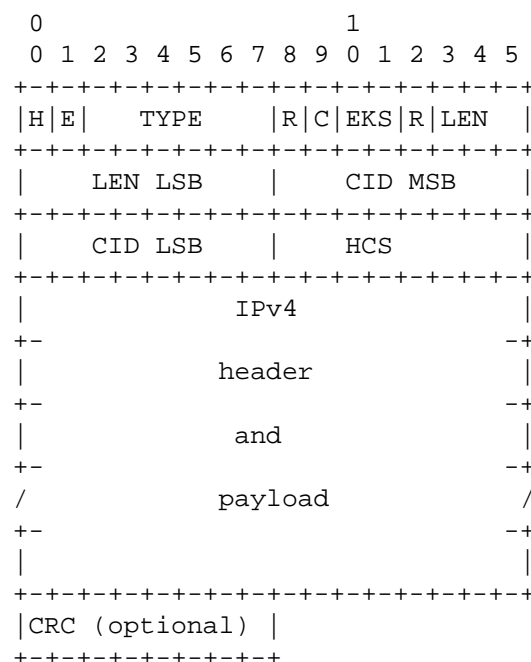 0                   1
 0 1 2 3 4 5 6 7 8 9 0 1 2 3 4 5
+-+-+-+-+-+-+-+-+-+-+-+-+-+-+-+-+
|H|E|   TYPE    |R|C|EKS|R|LEN  |
+-+-+-+-+-+-+-+-+-+-+-+-+-+-+-+-+
|    LEN LSB    |    CID MSB    |
+-+-+-+-+-+-+-+-+-+-+-+-+-+-+-+-+
|    CID LSB    |    HCS        |
+-+-+-+-+-+-+-+-+-+-+-+-+-+-+-+-+
|             IPv4              |
+-                             -+
|            header             |
+-                             -+
|             and               |
+-                             -+
/            payload            /
+-                             -+
|                               |
+-+-+-+-+-+-+-+-+-+-+-+-+-+-+-+-+
|CRC (optional) |
+-+-+-+-+-+-+-+-+